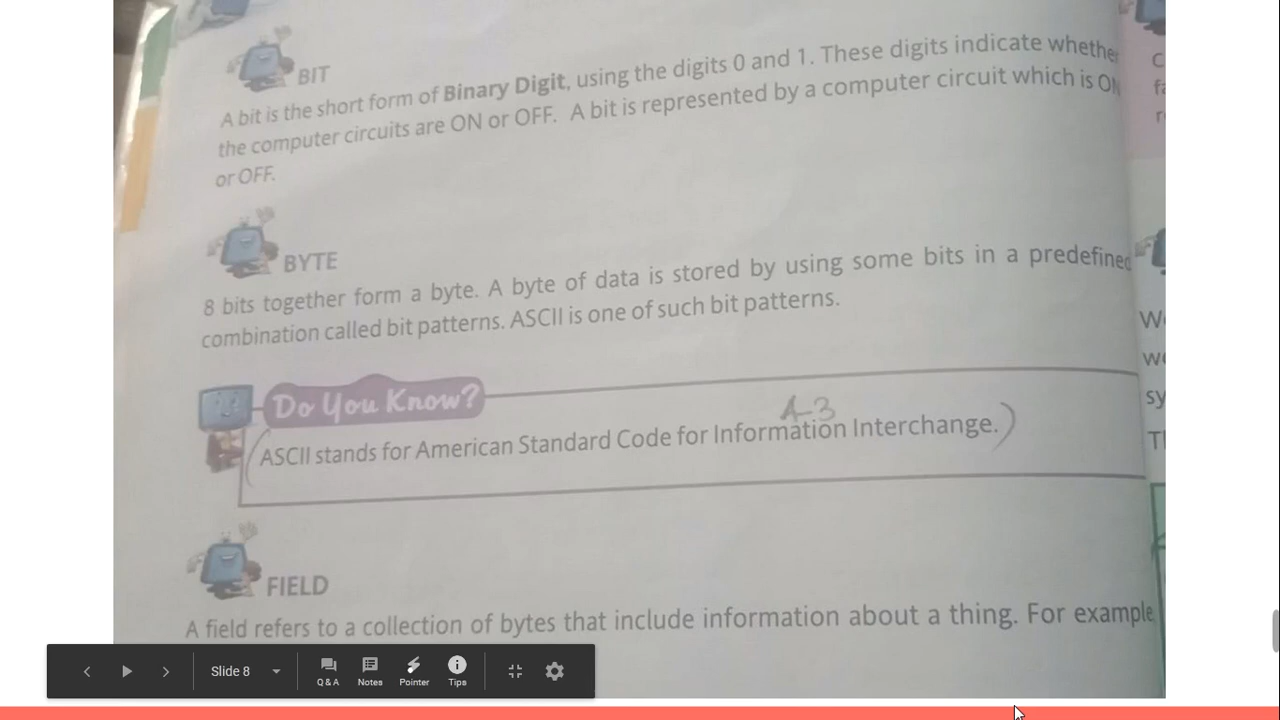 BIT
A bit is the short form of Binary Digit, using the digits 0 and 1. These digits indicate whethe
the computer circuits are ON or OFF. A bit is represented by a computer circuit which is ON
or OFF.
BYTE
8 bits together form a byte. A byte of data is stored by using some bits in a predefined
combination called bit patterns. ASCII is one of such bit patterns.
Do You Know?
A-3
(ASCII stands for American Standard Code for Information Interchange.)
FIELD
A field refers to a collection of bytes that include information about a thing. For example
Slide 8
Q&A Notes Pointer Tips